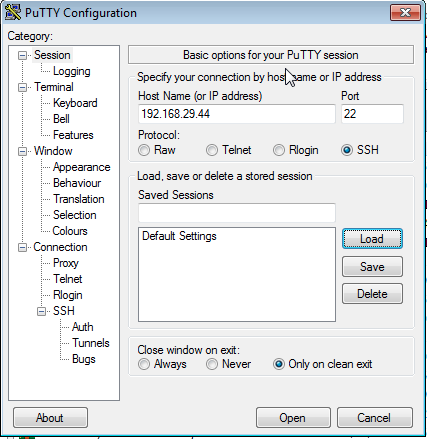 PuTTY Configuration
Category:
Session
Logging
Terminal
Keyboard
Bell
Features
Window
Appearance
Behaviour
Translation
Selection
Colours
Connection
Proxy
Telnet
Rlogin
SSH
Auth
Tunnels
Bugs
Basic options for your PuTTY session
Specify your connection by host name or IP address
Host Name (or IP address) Port
192.168.29.44 22
Protocol:
Raw Telnet Rlogin SSH
Load, save or delete a stored session
Saved Sessions
Default Settings
Load
Save
Delete
Close window on exit:
Always Never Only on clean exit
About Open Cancel